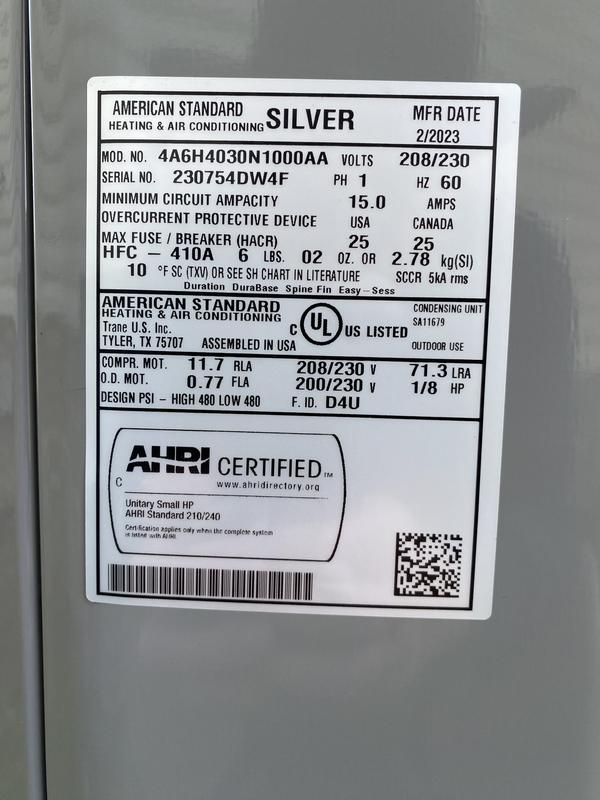 AMERICAN STANDARD
HEATING & AIR CONDITIONING SILVER MFR DATE
2/2023
MOD. NO. 4A6H4030N1000AA VOLTS 208/230
SERIAL NO. 230754DW4F PH 1 HZ 60
MINIMUM CIRCUIT AMPACITY 15.0 AMPS
OVERCURRENT PROTECTIVE DEVICE USA CANADA
MAX FUSE / BREAKER (HACR) 25 25
HFC - 410A 6 LBS. 02 OZ. OR 2.78 kg(SI)
10 °F SC (TXV) OR SEE SH CHART IN LITERATURE SCCR 5kA rms
Duration DuraBase Spine Fin Easy-Sess
AMERICAN STANDARD
HEATING & AIR CONDITIONING
Trane U.S. Inc.
TYLER, TX 75707 ASSEMBLED IN USA
C UL US LISTED
CONDENSING UNIT
SA11679
OUTDOOR USE
COMPR. MOT. 11.7 RLA 208/230 V 71.3 LRA
O.D. MOT. 0.77 FLA 200/230 V 1/8 HP
DESIGN PSI - HIGH 480 LOW 480 F. ID. D4U
AHRI CERTIFIED™
www.ahridirectory.org
C
Unitary Small HP
AHRI Standard 210/240
Certification applies only when the complete system
is listed with AHRI.